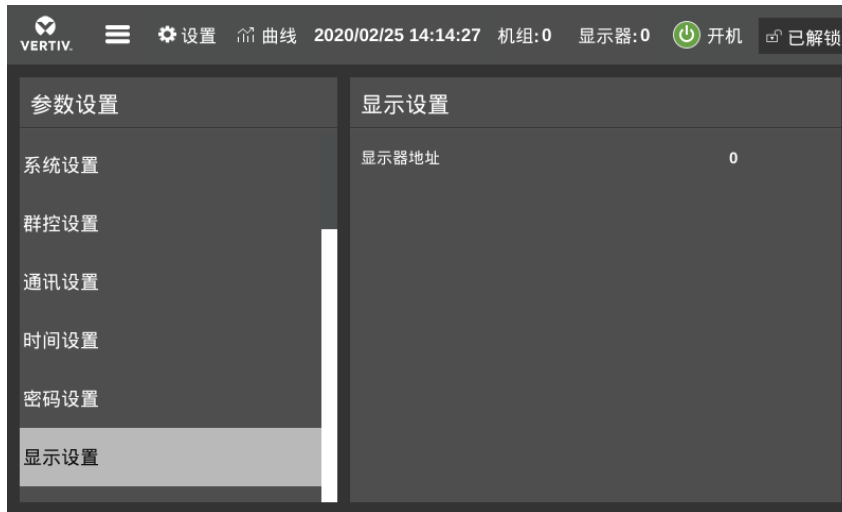 VERTIV. 设置 曲线 2020/02/25 14:14:27 机组:0 显示器:0 开机 已解锁
参数设置
系统设置
群控设置
通讯设置
时间设置
密码设置
显示设置
显示设置
显示器地址 0